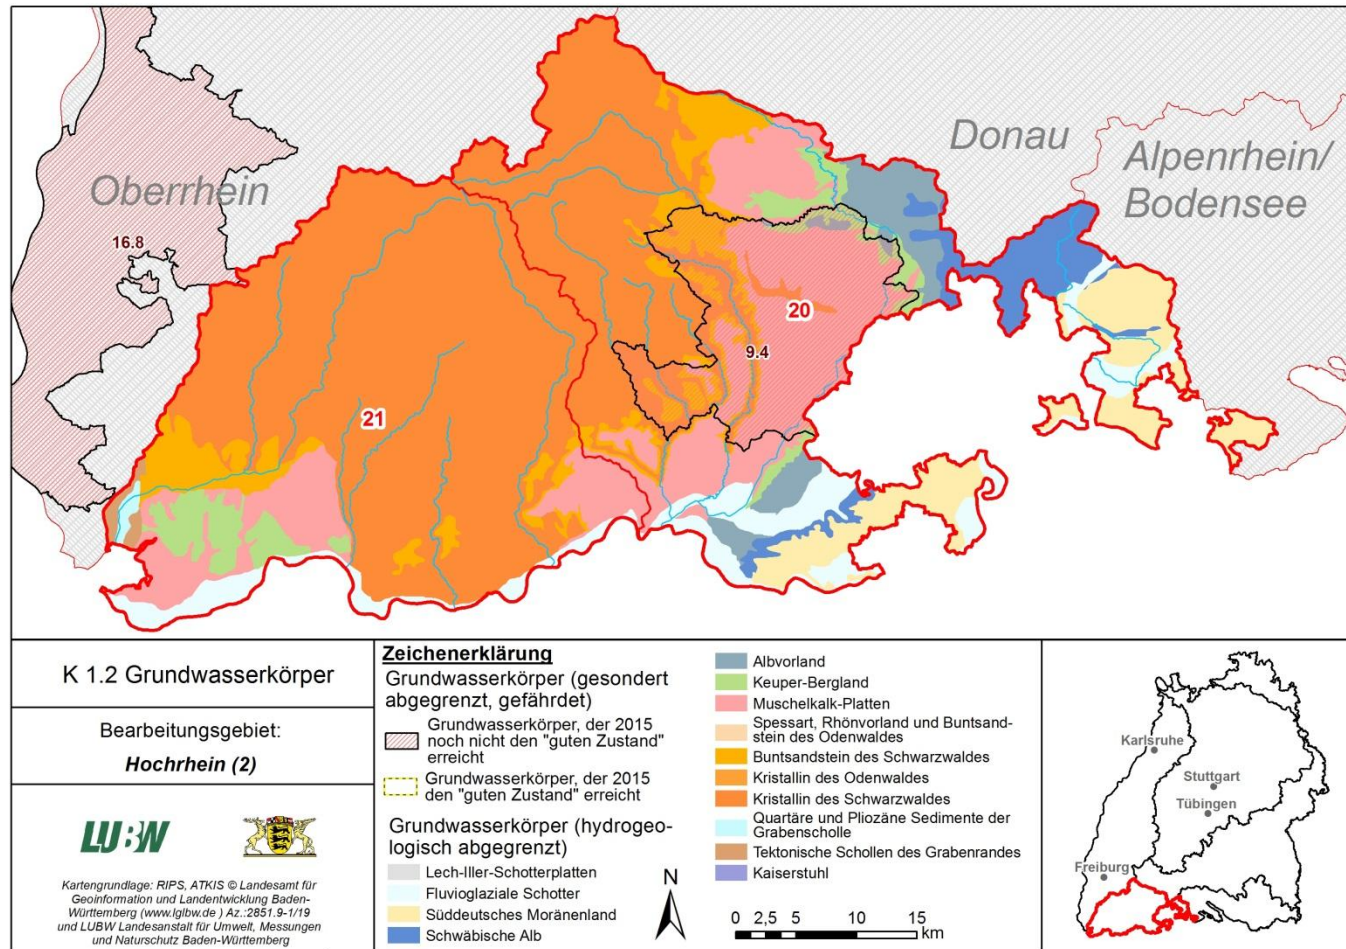 Donau
Alpenrhein/
Bodensee
Oberrhein
16.8
20
9.4
21
K 1.2 Grundwasserkörper
Bearbeitungsgebiet:
Hochrhein (2)
LUBW
Kartengrundlage: RIPS, ATKIS © Landesamt für
Geoinformation und Landentwicklung Baden-
Württemberg (www.lglbw.de ) Az.:2851.9-1/19
und LUBW Landesanstalt für Umwelt, Messungen
und Naturschutz Baden-Württemberg
Zeichenerklärung
Grundwasserkörper (gesondert
abgegrenzt, gefährdet)
Grundwasserkörper, der 2015
noch nicht den "guten Zustand"
erreicht
Grundwasserkörper, der 2015
den "guten Zustand" erreicht
Grundwasserkörper (hydrogeo-
logisch abgegrenzt)
Lech-Iller-Schotterplatten
Fluvioglaziale Schotter
Süddeutsches Moränenland
Schwäbische Alb
Albvorland
Keuper-Bergland
Muschelkalk-Platten
Spessart, Rhönvorland und Buntsand-
stein des Odenwaldes
Buntsandstein des Schwarzwaldes
Kristallin des Odenwaldes
Kristallin des Schwarzwaldes
Quartäre und Pliozäne Sedimente der
Grabenscholle
Tektonische Schollen des Grabenrandes
Kaiserstuhl
N
0 2,5 5 10 15
km
Karlsruhe
Stuttgart
Tübingen
Freiburg